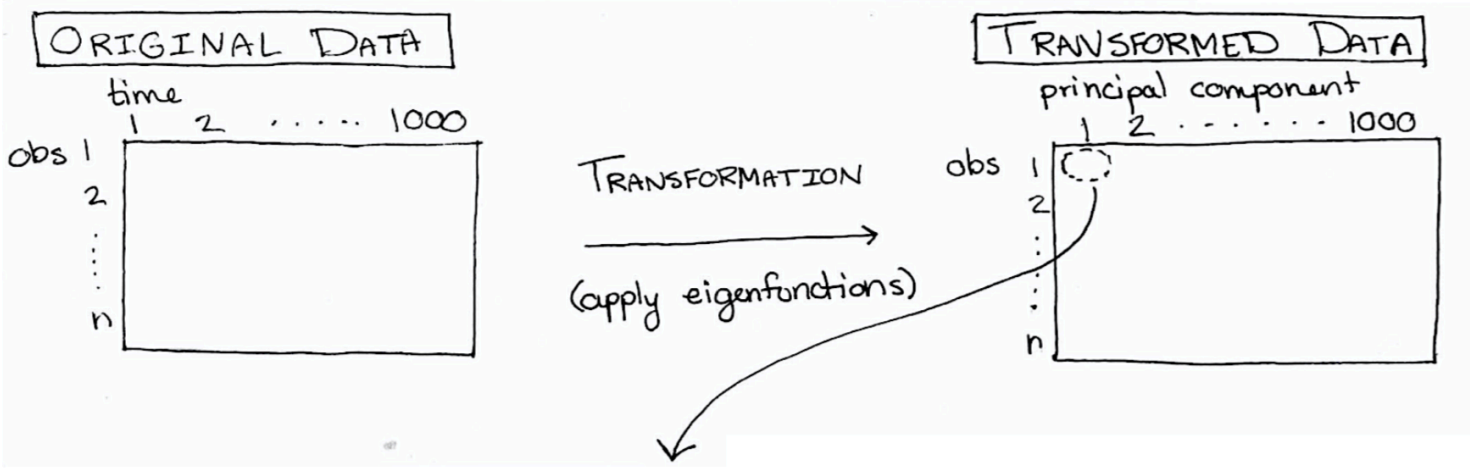 ORIGINAL DATA
time
1 2 ..... 1000
obs 1
2
.....
n
TRANSFORMATION
(apply eigenfunctions)
TRANSFORMED DATA
principal component
1 2 ....... 1000
obs 1
2
.....
n